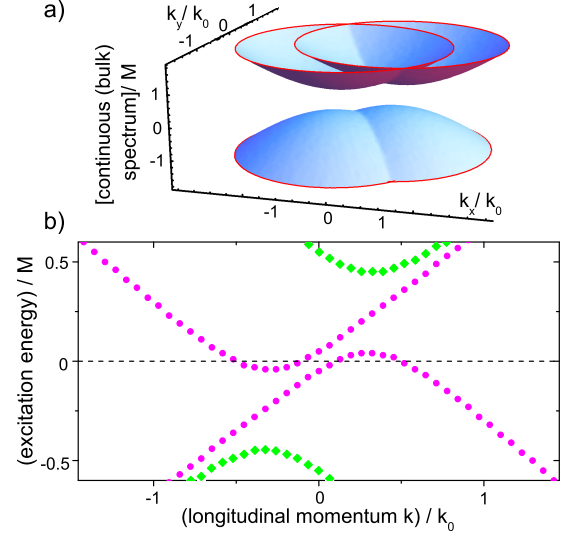 a)
k_y/ k_0
-1 0 1
[continuous (bulk) spectrum]/ M
1
0
-1
-1 0 1
k_x/ k_0
b)
(excitation energy) / M
0.5
0
-0.5
-1 0 1
(longitudinal momentum k) / k_0